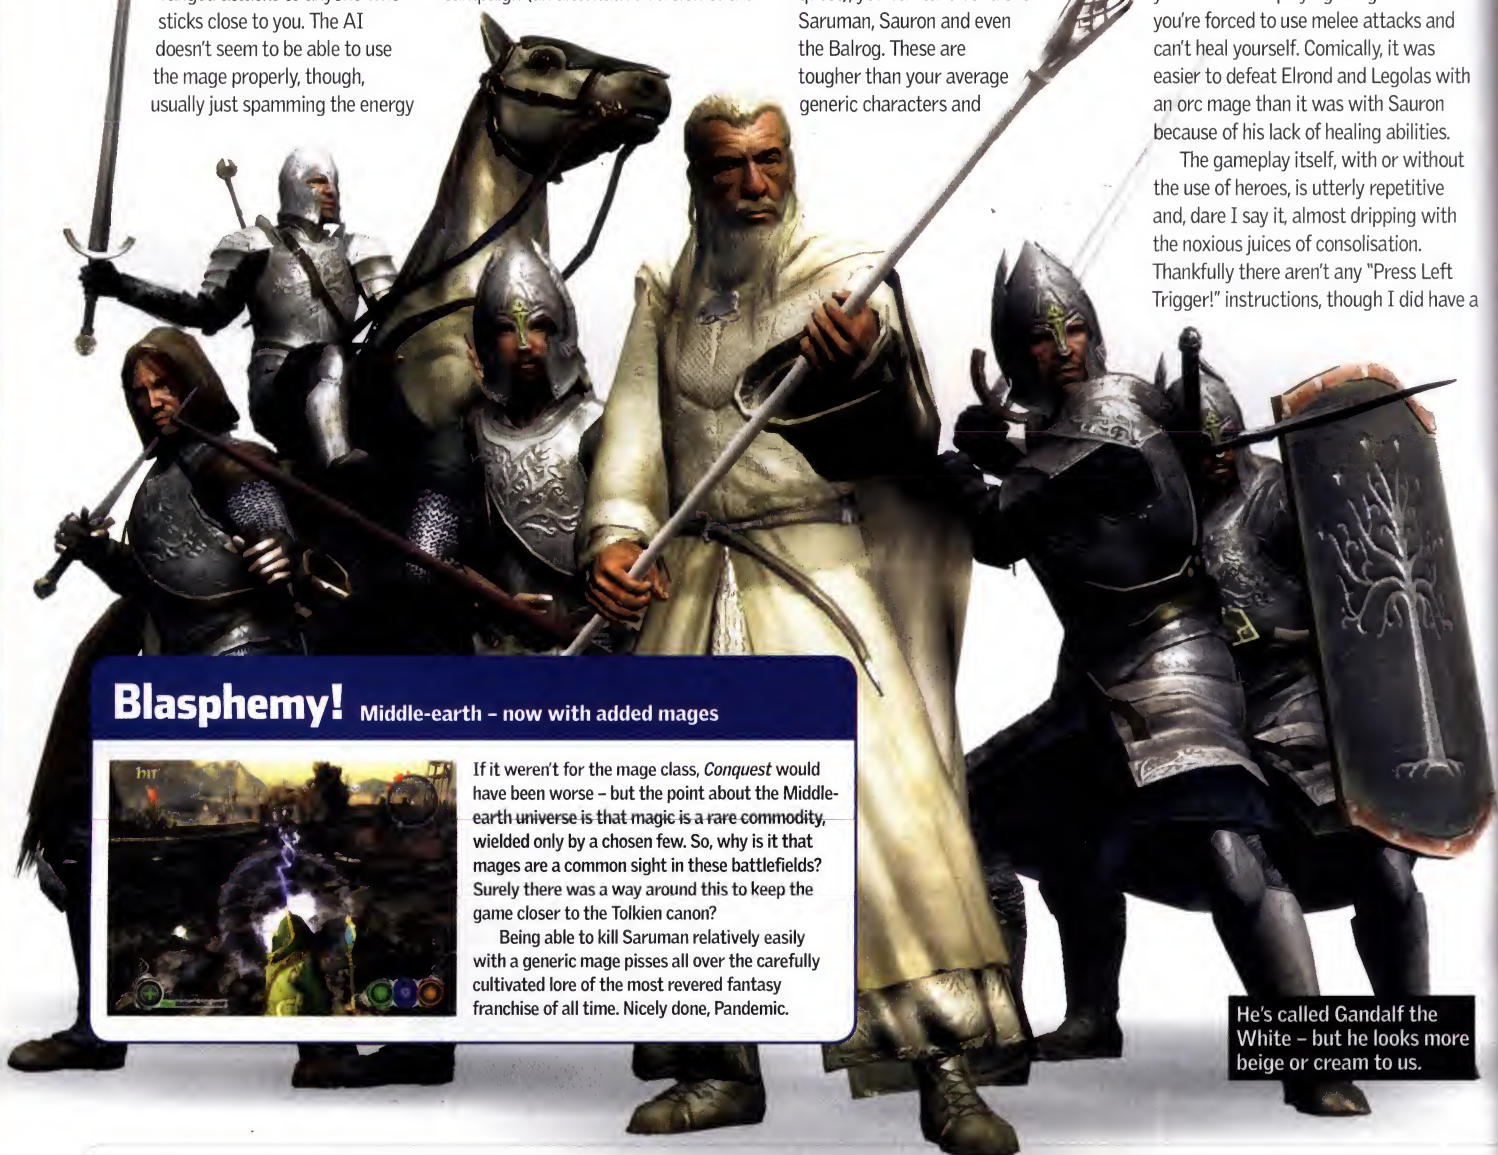 sticks close to you. The AI
doesn't seem to be able to use
the mage properly, though,
usually just spamming the energy
Saruman, Sauron and even
the Balrog. These are
tougher than your average
generic characters and
you're forced to use melee attacks and
can't heal yourself. Comically, it was
easier to defeat Elrond and Legolas with
an orc mage than it was with Sauron
because of his lack of healing abilities.
The gameplay itself, with or without
the use of heroes, is utterly repetitive
and, dare I say it, almost dripping with
the noxious juices of consolisation.
Thankfully there aren't any "Press Left
Trigger!" instructions, though I did have a
Blasphemy! Middle-earth – now with added mages
hit
If it weren't for the mage class, Conquest would
have been worse – but the point about the Middle-
earth universe is that magic is a rare commodity,
wielded only by a chosen few. So, why is it that
mages are a common sight in these battlefields?
Surely there was a way around this to keep the
game closer to the Tolkien canon?
Being able to kill Saruman relatively easily
with a generic mage pisses all over the carefully
cultivated lore of the most revered fantasy
franchise of all time. Nicely done, Pandemic.
He's called Gandalf the
White – but he looks more
beige or cream to us.